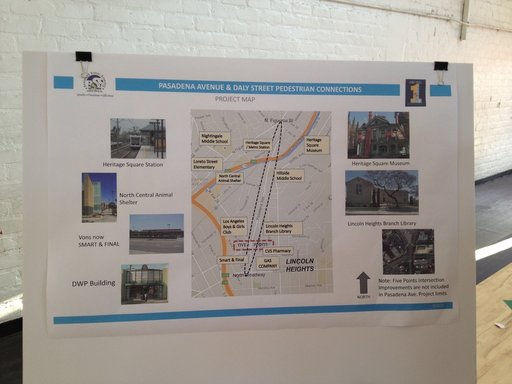 PASADENA AVENUE & DALY STREET PEDESTRIAN CONNECTIONS
1
PROJECT MAP
N. Figueroa St
Nightingale
Middle School
Heritage Square
/ Metro Station
Heritage
Square
Museum
Loreto Street
Elementary
North Central
Animal Shelter
Hillside
Middle School
Los Angeles
Boys & Girls
Club
Lincoln Heights
Branch Library
FIVE POINTS
CVS Pharmacy
Smart & Final
GAS
COMPANY
LINCOLN
HEIGHTS
North Broadway
Heritage Square Station
North Central Animal
Shelter
Vons now
SMART & FINAL
DWP Building
Heritage Square Museum
Lincoln Heights Branch Library
NORTH
Note: Five Points Intersection
improvements are not included
in Pasadena Ave. Project limits.